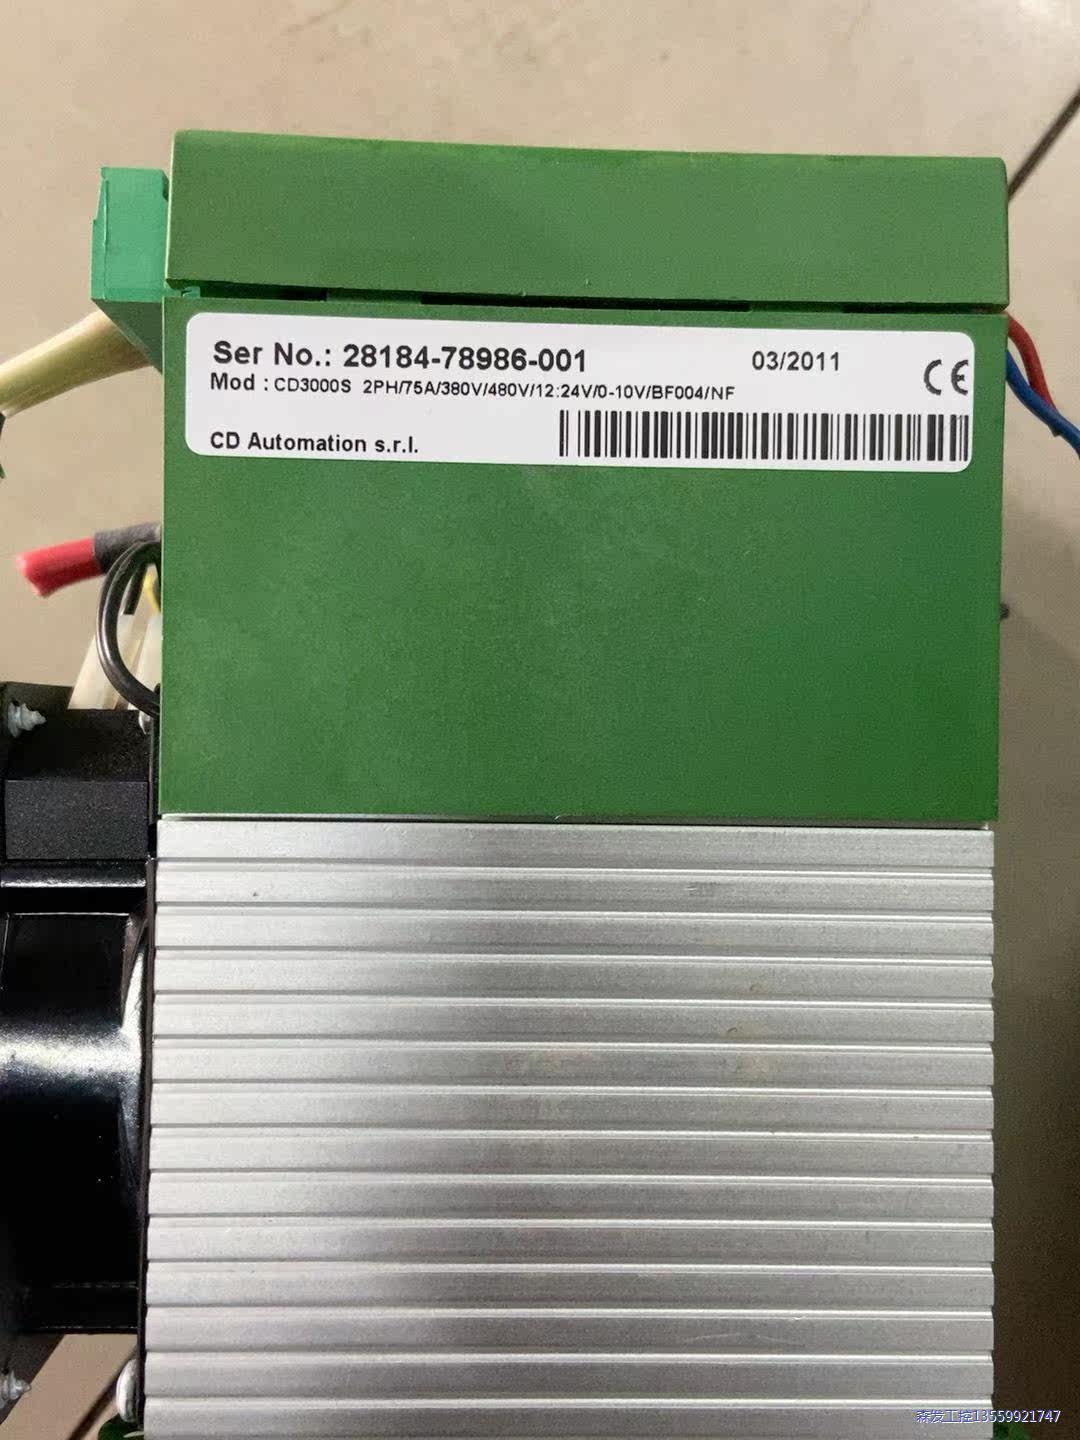 Ser No.: 28184-78986-001 03/2011 CE
Mod : CD3000S 2PH/75A/380V/480V/12:24V/0-10V/BF004/NF
CD Automation s.r.l.
森发工控13559921747